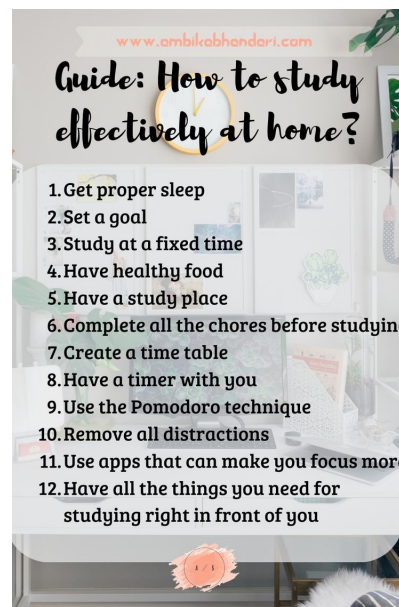 www.ambikabhandari.com
Guide: How to study
effectively at home?
1. Get proper sleep
2. Set a goal
3. Study at a fixed time
4. Have healthy food
5. Have a study place
6. Complete all the chores before studyin
7. Create a time table
8. Have a timer with you
9. Use the Pomodoro technique
10. Remove all distractions
11. Use apps that can make you focus more
12. Have all the things you need for
studying right in front of you